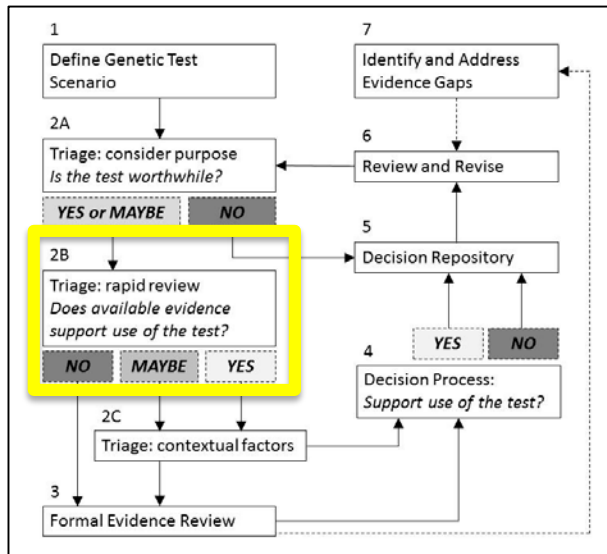 1
Define Genetic Test
Scenario
2A
Triage: consider purpose
Is the test worthwhile?
YES or MAYBE
NO
2B
Triage: rapid review
Does available evidence
support use of the test?
NO
MAYBE
YES
2C
Triage: contextual factors
3
Formal Evidence Review
7
Identify and Address
Evidence Gaps
6
Review and Revise
5
Decision Repository
YES
NO
4
Decision Process:
Support use of the test?